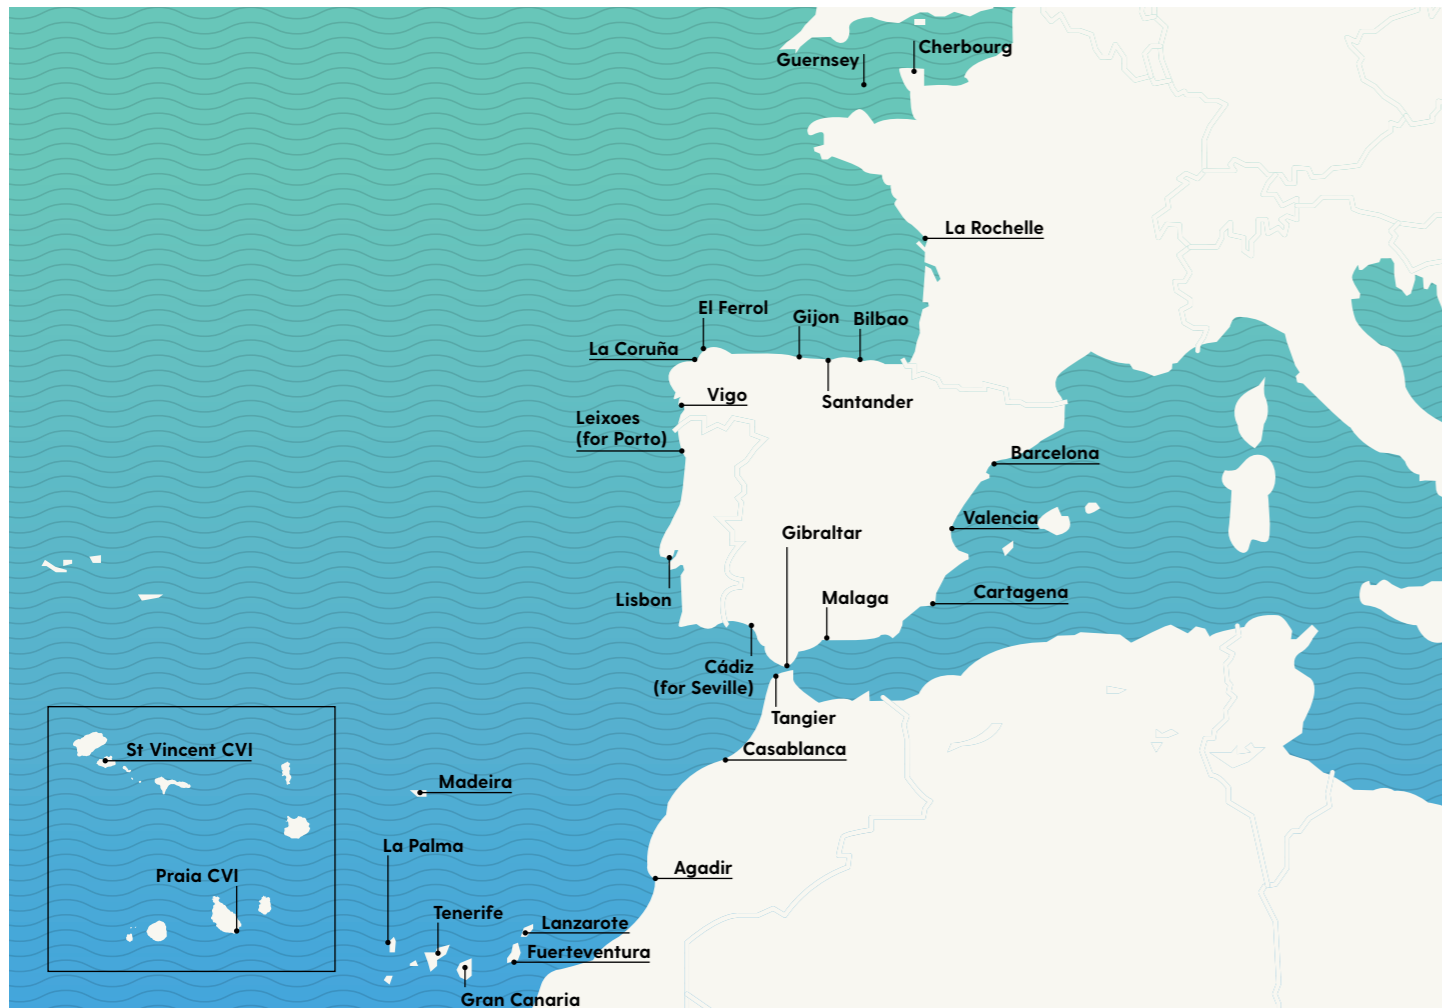 Cherbourg
Guernsey
La Rochelle
El Ferrol
Gijon
Bilbao
La Coruña
Vigo
Santander
Leixoes
(for Porto)
Barcelona
Valencia
Gibraltar
Cartagena
Malaga
Lisbon
Cádiz
(for Seville)
Tangier
Casablanca
St Vincent CVI
Madeira
La Palma
Agadir
Praia CVI
Tenerife
Lanzarote
Fuerteventura
Gran Canaria